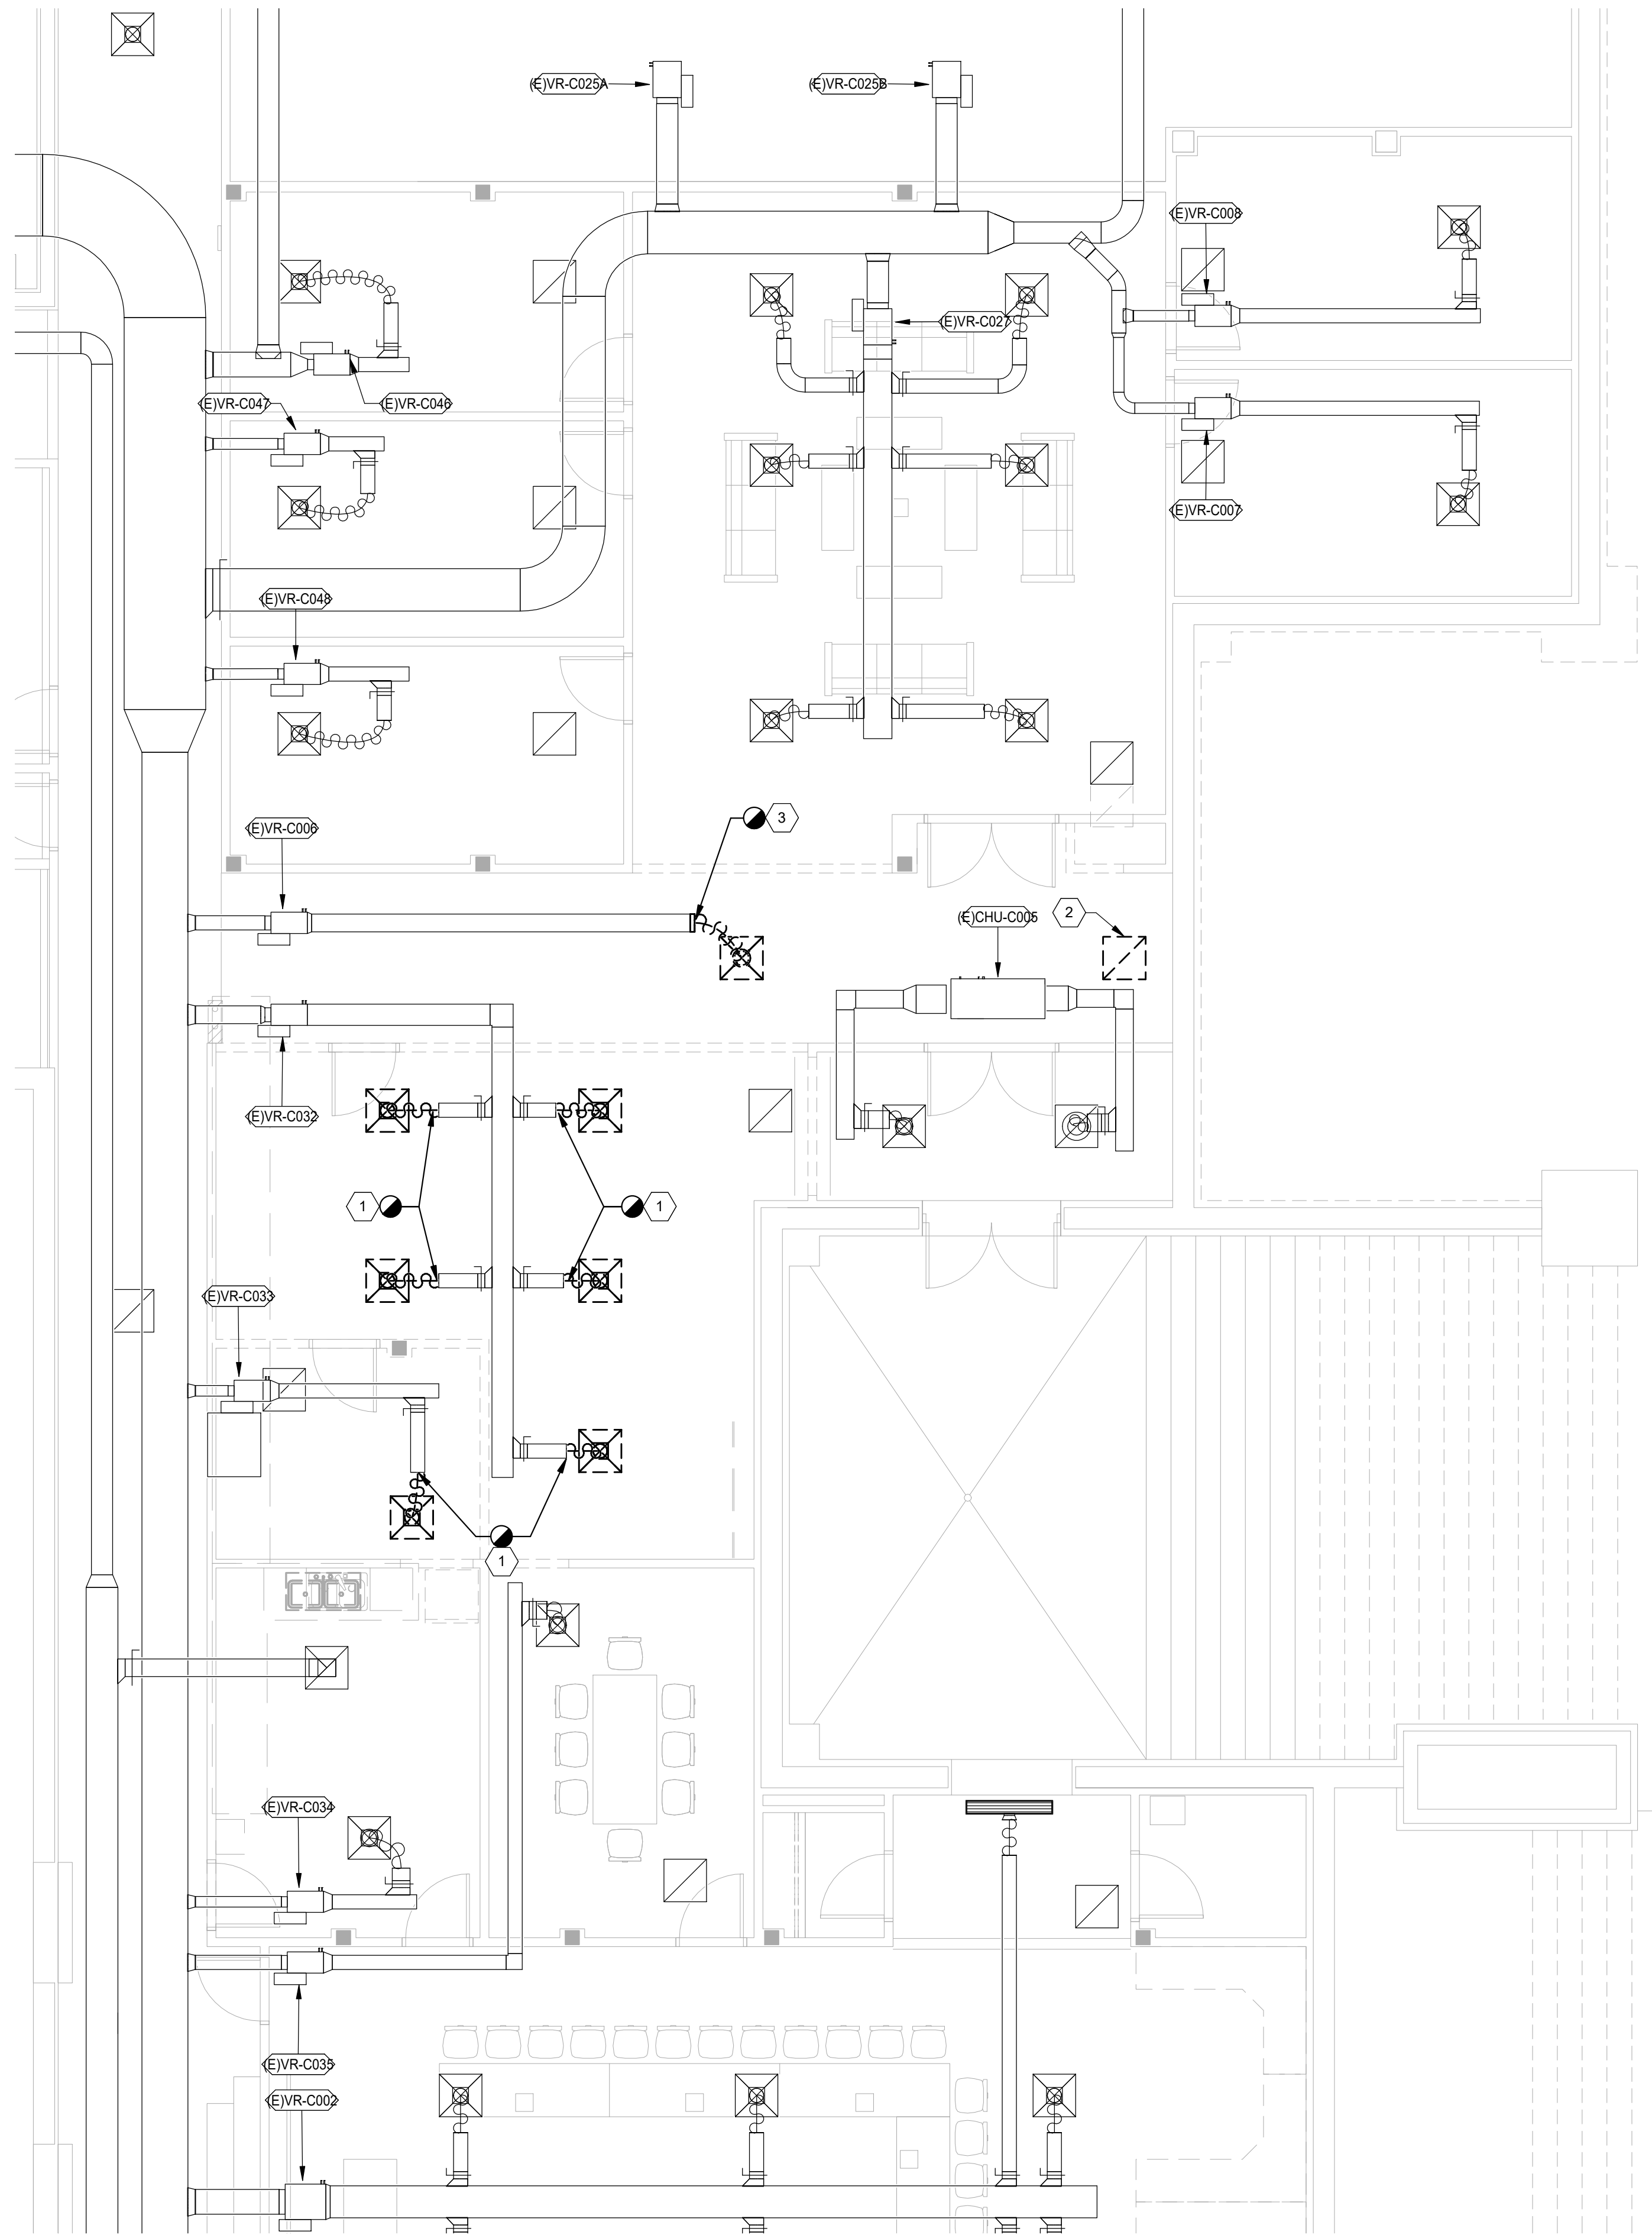 (E)VR-C025A
(E)VR-C025B
(E)VR-C008
(E)VR-C027
(E)VR-C047
(E)VR-C046
(E)VR-C007
(E)VR-C048
3
(E)VR-C006
2
(E)CHU-C005
(E)VR-C032
1
1
(E)VR-C033
1
(E)VR-C034
(E)VR-C035
(E)VR-C002